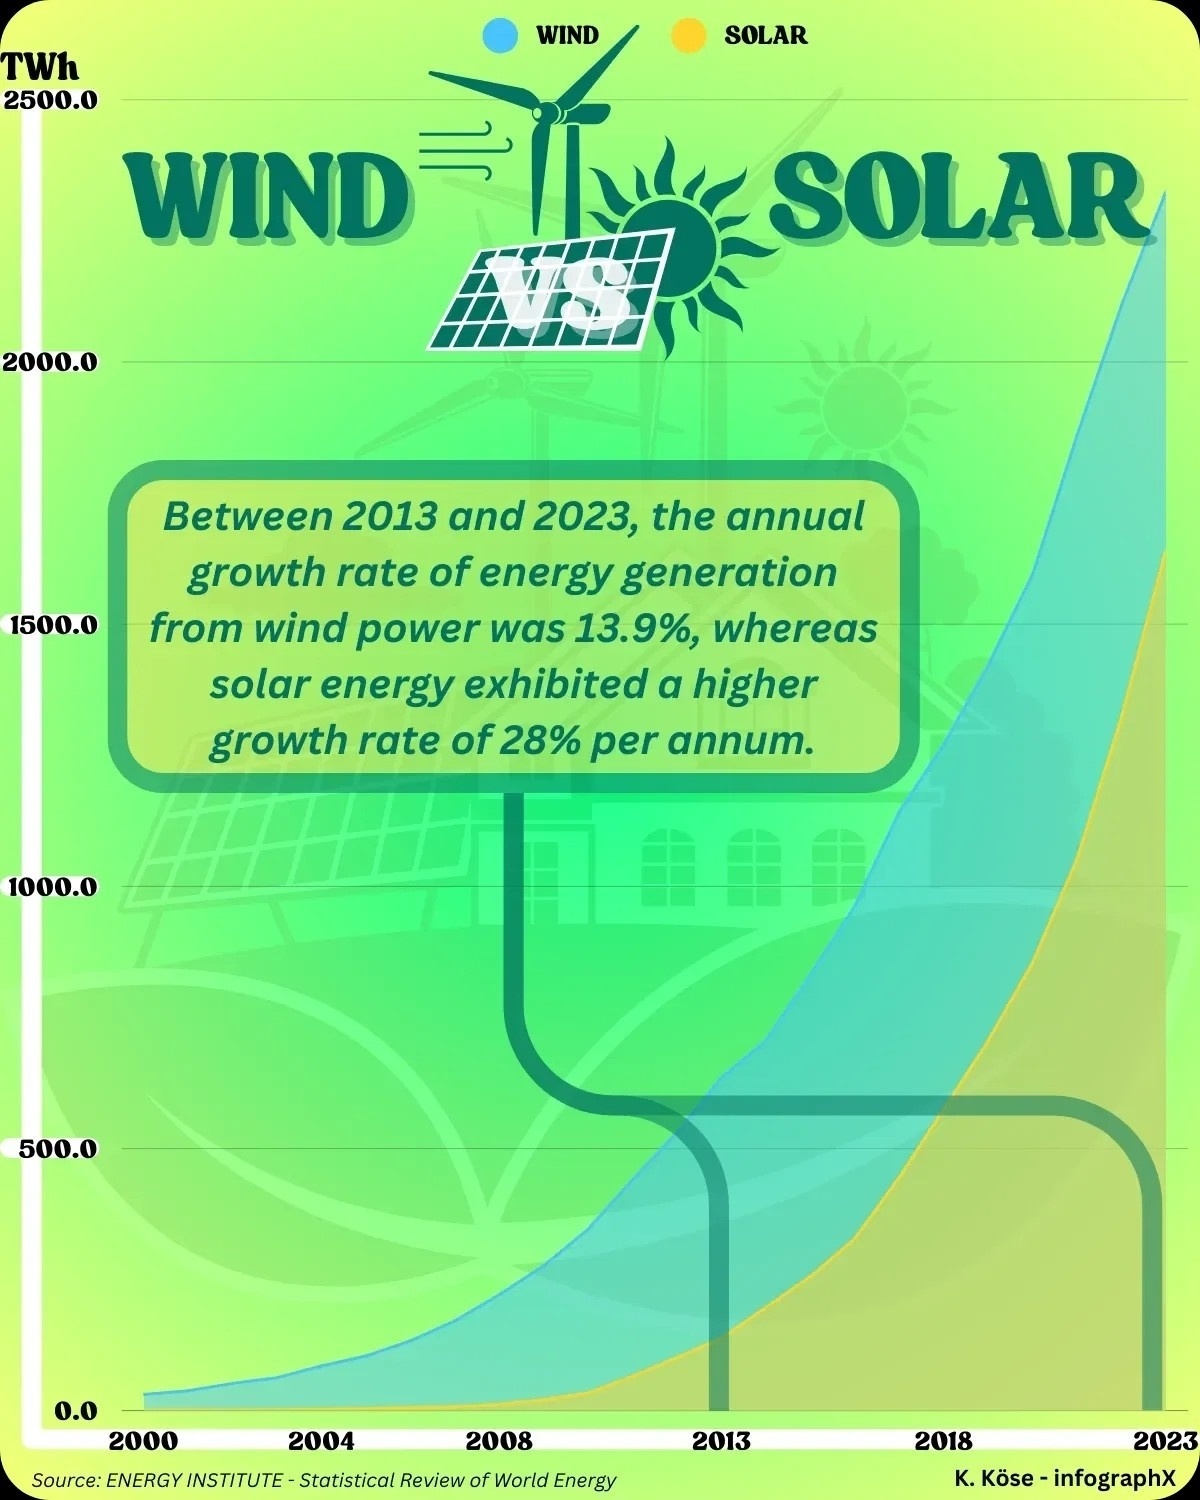 WIND
SOLAR
TWh
2500.0
WIND
VS
SOLAR
2000.0
Between 2013 and 2023, the annual
growth rate of energy generation
from wind power was 13.9%, whereas
solar energy exhibited a higher
growth rate of 28% per annum.
1500.0
1000.0
500.0
0.0
2000 2004 2008 2013 2018 2023
Source: ENERGY INSTITUTE - Statistical Review of World Energy
K. Köse - infographX